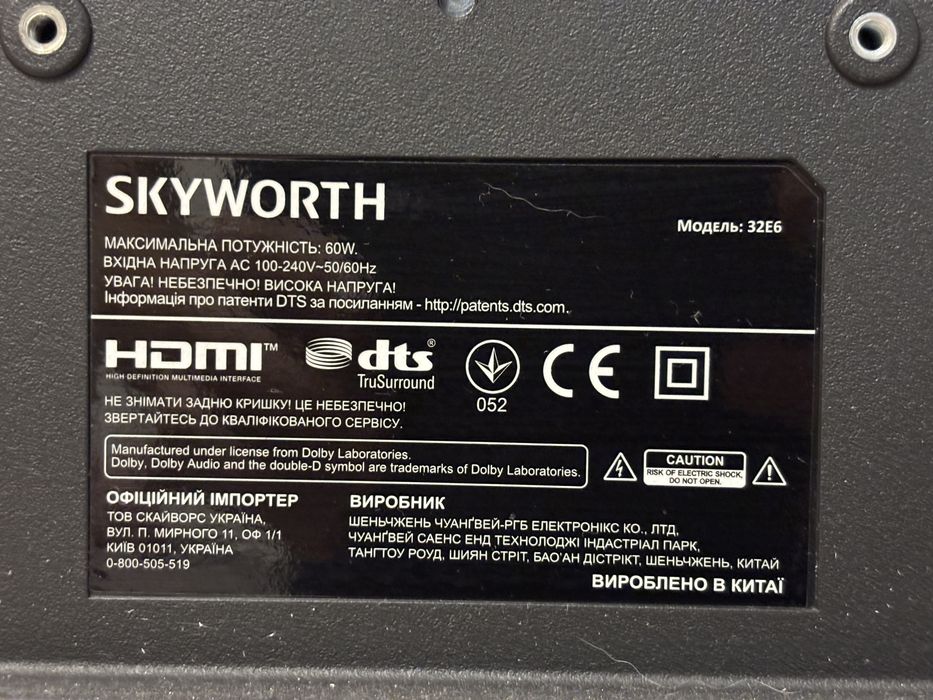 SKYWORTH
Модель: 32E6
МАКСИМАЛЬНА ПОТУЖНІСТЬ: 60W.
ВХІДНА НАПРУГА AC 100-240V~50/60Hz
УВАГА! НЕБЕЗПЕЧНО! ВИСОКА НАПРУГА!
Інформація про патенти DTS за посиланням - http://patents.dts.com.
HDMI™
HIGH-DEFINITION MULTIMEDIA INTERFACE
dts®
TruSurround
052
CE
НЕ ЗНІМАТИ ЗАДНЮ КРИШКУ! ЦЕ НЕБЕЗПЕЧНО!
ЗВЕРТАЙТЕСЬ ДО КВАЛІФІКОВАНОГО СЕРВІСУ.
Manufactured under license from Dolby Laboratories.
Dolby, Dolby Audio and the double-D symbol are trademarks of Dolby Laboratories.
CAUTION
RISK OF ELECTRIC SHOCK,
DO NOT OPEN.
ОФІЦІЙНИЙ ІМПОРТЕР
ТОВ СКАЙВОРС УКРАЇНА,
ВУЛ. П. МИРНОГО 11, ОФ 1/1
КИЇВ 01011, УКРАЇНА
0-800-505-519
ВИРОБНИК
ШЕНЬЧЖЕНЬ ЧУАНҐВЕЙ-РГБ ЕЛЕКТРОНІКС КО., ЛТД,
ЧУАНҐВЕЙ САЕНС ЕНД ТЕХНОЛОДЖІ ІНДАСТРІАЛ ПАРК,
ТАНГТОУ РОУД, ШИЯН СТРІТ, БАО'АН ДІСТРІКТ, ШЕНЬЧЖЕНЬ, КИТАЙ
ВИРОБЛЕНО В КИТАЇ